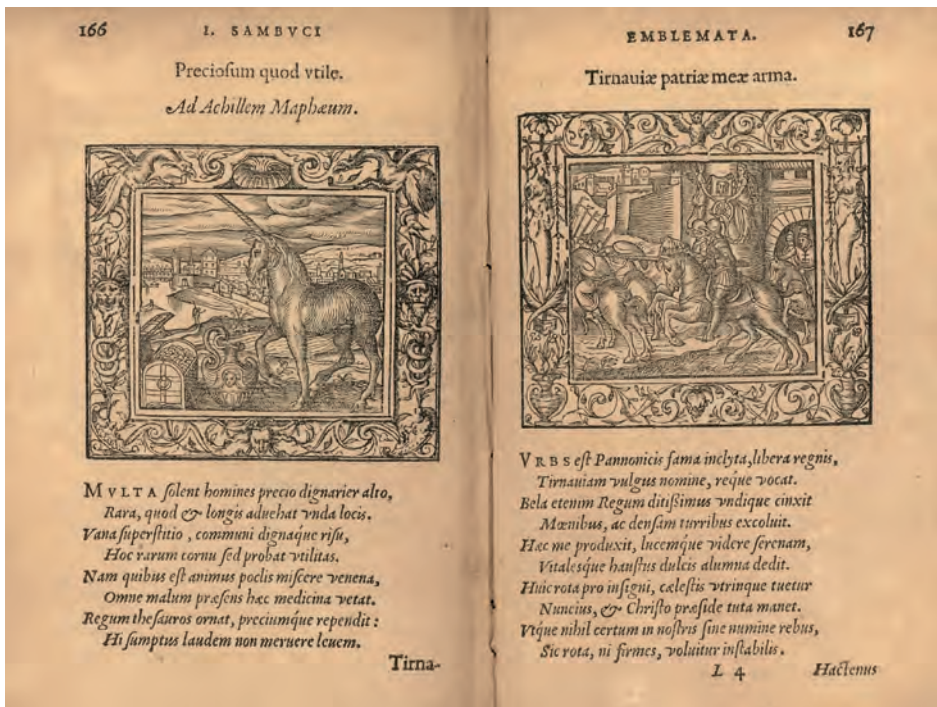 166 I. SAMBVCI
Preciosum quod vtile.
Ad Achillem Maphæum.
MVLTA ſolent homines precio dignarier alto,
Rara, quod & longis aduehat vnda locis.
Vana ſuperſtitio, communi dignaque riſu,
Hoc rarum cornu ſed probat vtilitas.
Nam quibus eſt animus poclis miſcere venena,
Omne malum præſens hæc medicina vetat.
Regum theſauros ornat, preciumque rependit:
Hi ſumptus laudem non meruere leuem.
Tirna-
EMBLEMATA. 167
Tirnauiæ patriæ meæ arma.
VRBS eſt Pannonicis fama inclyta, libera regnis,
Tirnauiam vulgus nomine, reque vocat.
Bela etenim Regum ditißimus vndique cinxit
Mœnibus, ac denſam turribus excoluit.
Hæc me produxit, lucemque videre ſerenam,
Vitaleſque hauſtus dulcis alumna dedit.
Huic rota pro inſigni, cæleſtis vtrinque tuetur
Nuncius, & Chriſto præſide tuta manet.
Vtque nihil certum in noſtris ſine numine rebus,
Sic rota, ni firmes, voluitur inſtabilis.
L 4 Hactenus